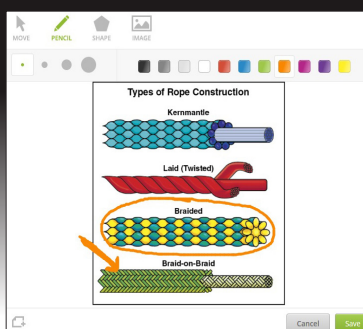 MOVE PENCIL SHAPE IMAGE
Types of Rope Construction
Kernmantle
Laid (Twisted)
Braided
Braid-on-Braid
Cancel Save